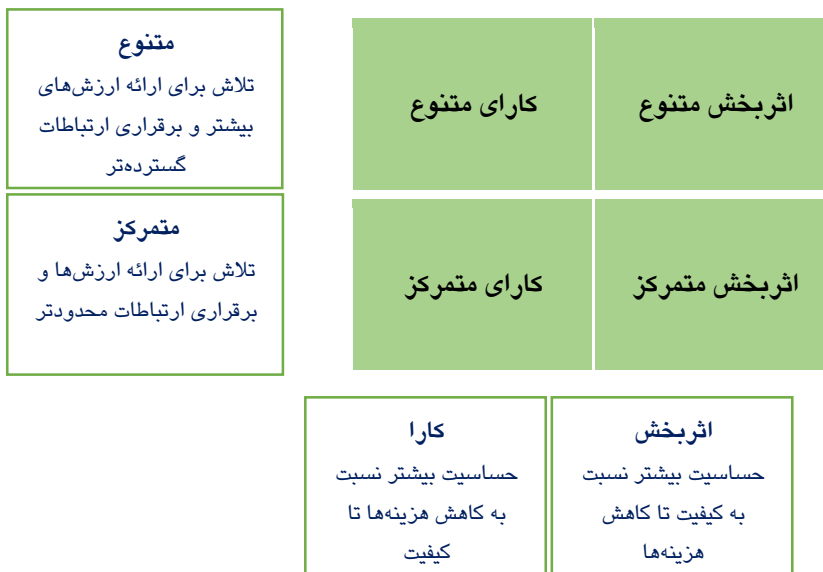 متنوع
تلاش برای ارائه ارزش‌های
بیشتر و برقراری ارتباطات
گسترده‌تر
اثربخش متنوع
کارای متنوع
متمرکز
تلاش برای ارائه ارزش‌ها و
برقراری ارتباطات محدودتر
اثربخش متمرکز
کارای متمرکز
اثربخش
حساسیت بیشتر نسبت
به کیفیت تا کاهش
هزینه‌ها
کارا
حساسیت بیشتر نسبت
به کاهش هزینه‌ها تا
کیفیت